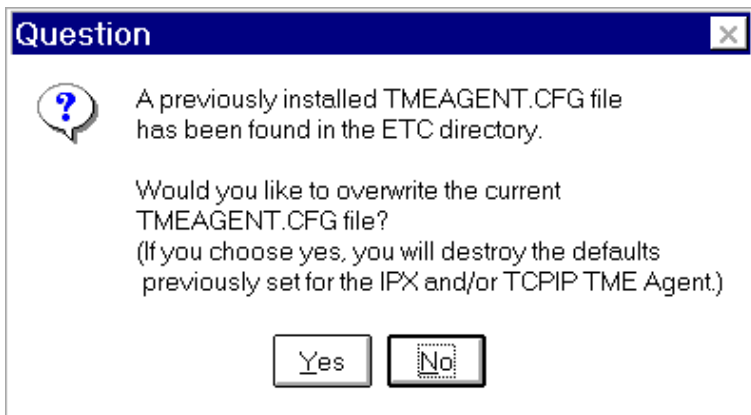 Question
A previously installed TMEAGENT.CFG file
has been found in the ETC directory.
Would you like to overwrite the current
TMEAGENT.CFG file?
(If you choose yes, you will destroy the defaults
previously set for the IPX and/or TCPIP TME Agent.)
Yes No